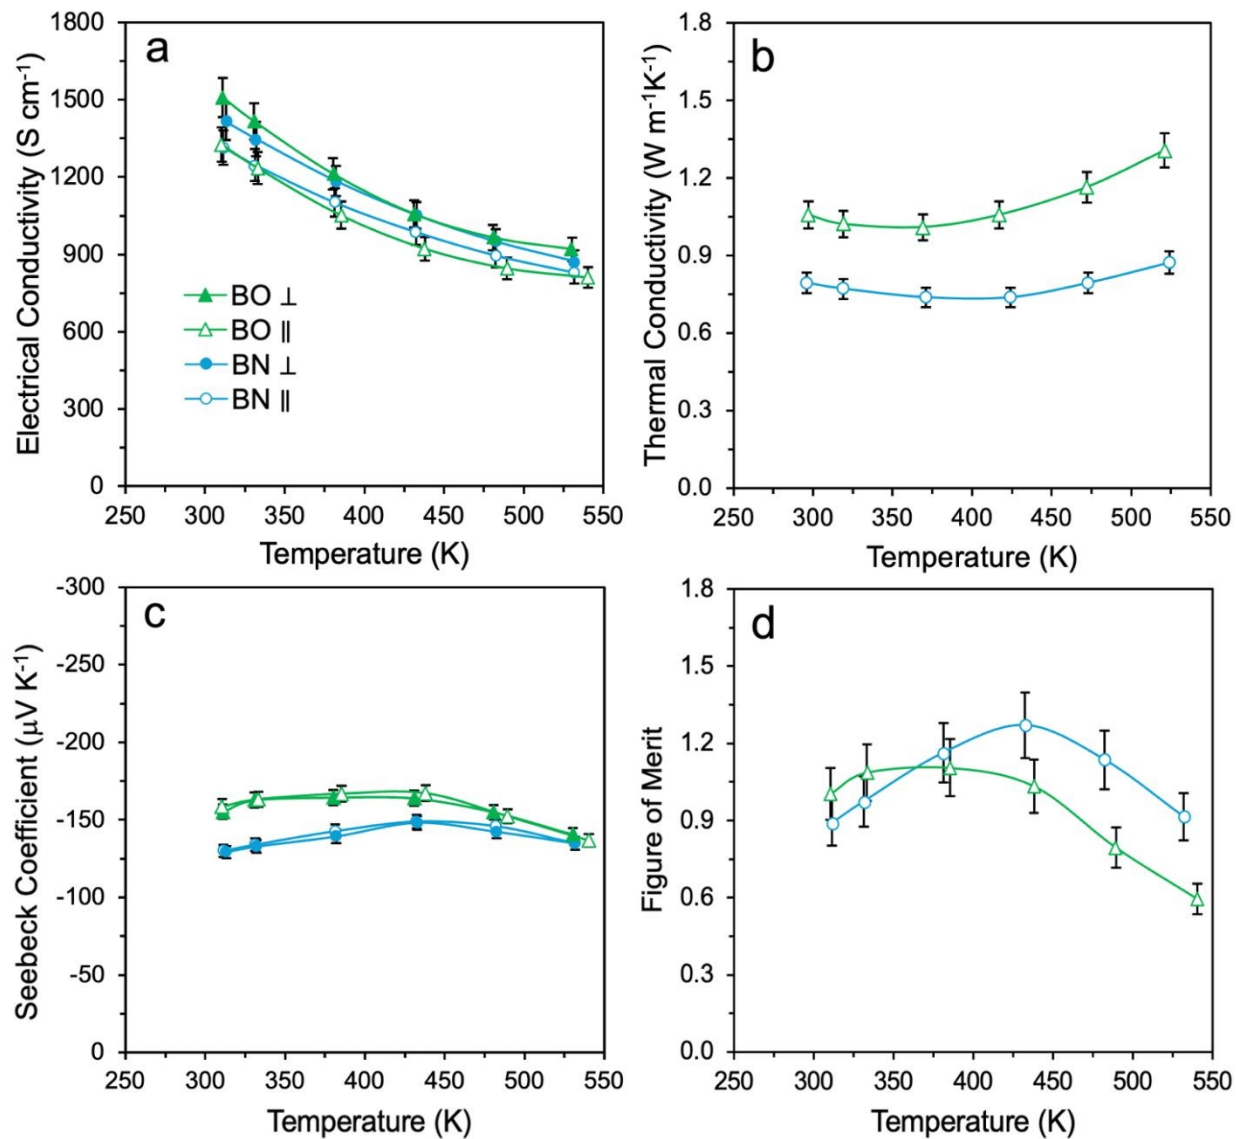 a
Electrical Conductivity (S cm⁻¹)
1800
1500
1200
900
600
300
0
BO ⊥
BO ∥
BN ⊥
BN ∥
250 300 350 400 450 500 550
Temperature (K)
b
Thermal Conductivity (W m⁻¹K⁻¹)
1.8
1.5
1.2
0.9
0.6
0.3
0.0
250 300 350 400 450 500 550
Temperature (K)
c
Seebeck Coefficient (μV K⁻¹)
-300
-250
-200
-150
-100
-50
0
250 300 350 400 450 500 550
Temperature (K)
d
Figure of Merit
1.8
1.5
1.2
0.9
0.6
0.3
0.0
250 300 350 400 450 500 550
Temperature (K)